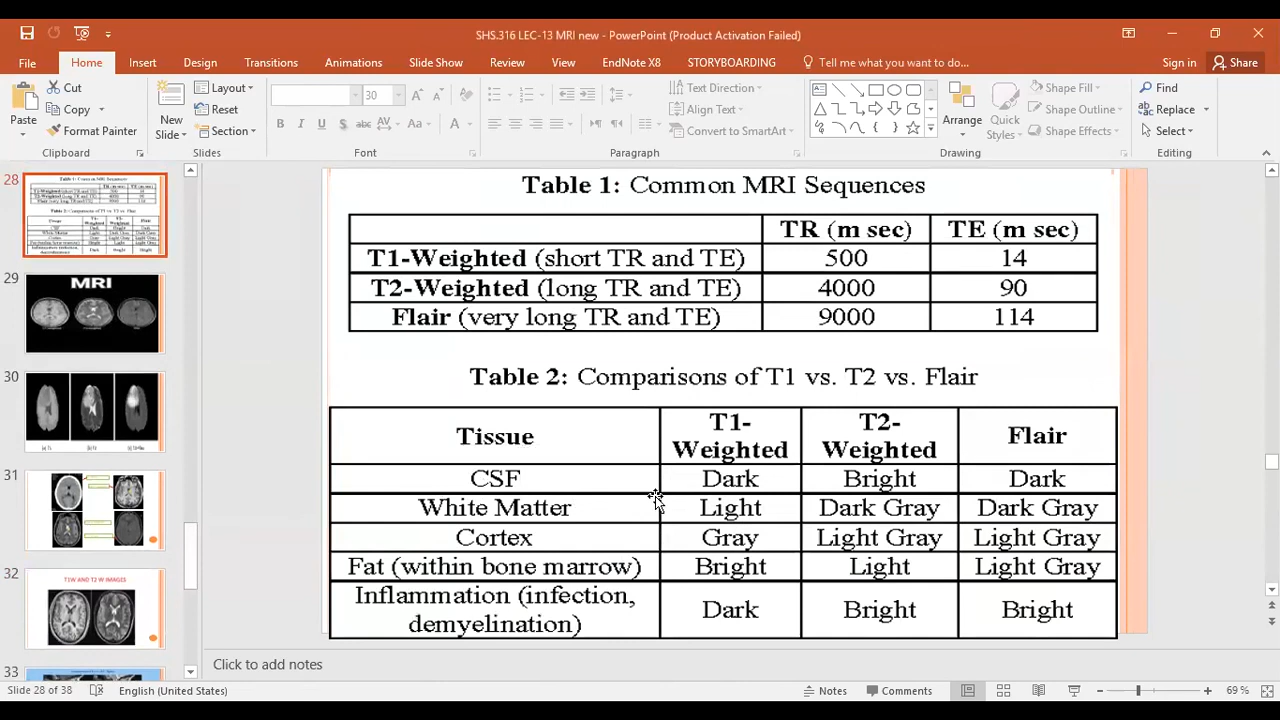 SHS.316 LEC-13 MRI new - PowerPoint (Product Activation Failed)
File Home Insert Design Transitions Animations Slide Show Review View EndNote X8 STORYBOARDING Tell me what you want to do... Sign in Share
Paste
Cut
Copy
Format Painter
Clipboard
New Slide
Layout
Reset
Section
Slides
30
B I U S abc AV Aa A
Font
Text Direction
Align Text
Convert to SmartArt
Paragraph
Arrange
Quick Styles
Shape Fill
Shape Outline
Shape Effects
Drawing
Find
Replace
Select
Editing
28
29
MRI
30
31
32
T1W AND T2 W IMAGES
33
Table 1: Common MRI Sequences
TR (m sec) TE (m sec)
T1-Weighted (short TR and TE) 500 14
T2-Weighted (long TR and TE) 4000 90
Flair (very long TR and TE) 9000 114
Table 2: Comparisons of T1 vs. T2 vs. Flair
Tissue T1-Weighted T2-Weighted Flair
CSF Dark Bright Dark
White Matter Light Dark Gray Dark Gray
Cortex Gray Light Gray Light Gray
Fat (within bone marrow) Bright Light Light Gray
Inflammation (infection, demyelination) Dark Bright Bright
Click to add notes
Slide 28 of 38 English (United States) Notes Comments 69 %